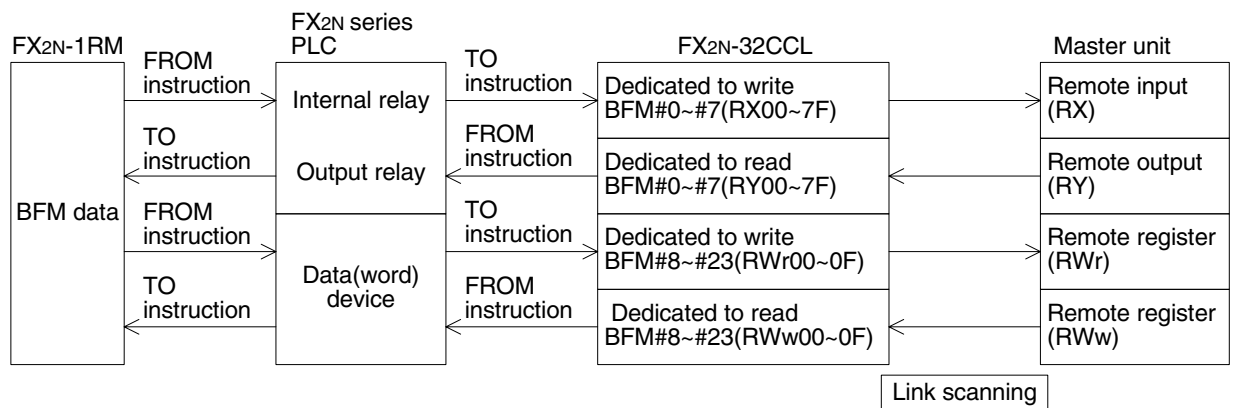 FX2N-1RM
FX2N series
PLC
FX2N-32CCL
Master unit
FROM
instruction
TO
instruction
FROM
instruction
TO
instruction
BFM data
Internal relay
Output relay
Data(word)
device
TO
instruction
FROM
instruction
TO
instruction
FROM
instruction
Dedicated to write
BFM#0~#7(RX00~7F)
Dedicated to read
BFM#0~#7(RY00~7F)
Dedicated to write
BFM#8~#23(RWr00~0F)
Dedicated to read
BFM#8~#23(RWw00~0F)
Remote input
(RX)
Remote output
(RY)
Remote register
(RWr)
Remote register
(RWw)
Link scanning